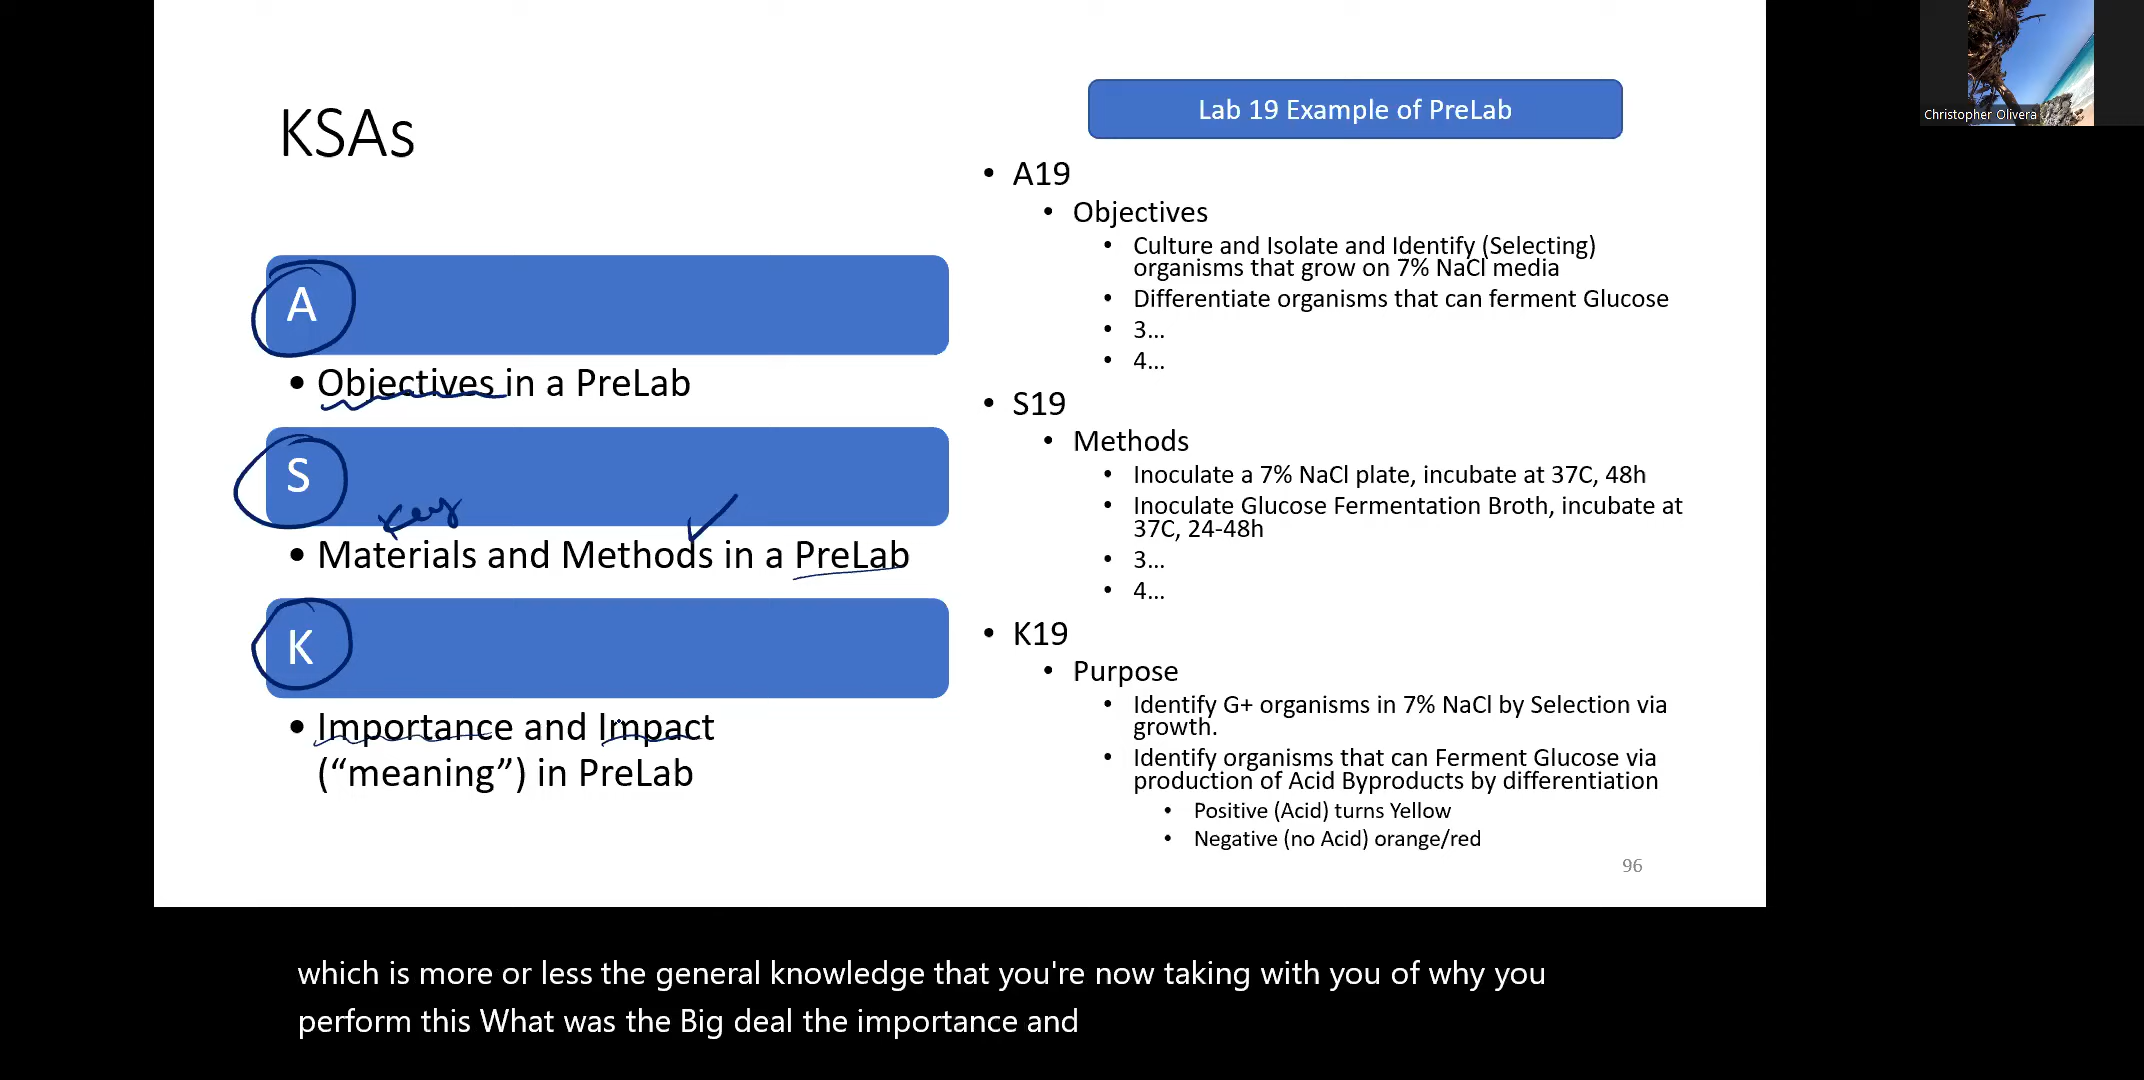 KSAs
A
• Objectives in a PreLab
S
key
• Materials and Methods in a PreLab
K
• Importance and Impact
(“meaning”) in PreLab
Lab 19 Example of PreLab
• A19
• Objectives
• Culture and Isolate and Identify (Selecting)
organisms that grow on 7% NaCl media
• Differentiate organisms that can ferment Glucose
• 3...
• 4...
• S19
• Methods
• Inoculate a 7% NaCl plate, incubate at 37C, 48h
• Inoculate Glucose Fermentation Broth, incubate at
37C, 24-48h
• 3...
• 4...
• K19
• Purpose
• Identify G+ organisms in 7% NaCl by Selection via
growth.
• Identify organisms that can Ferment Glucose via
production of Acid Byproducts by differentiation
• Positive (Acid) turns Yellow
• Negative (no Acid) orange/red
96
Christopher Olivera
which is more or less the general knowledge that you're now taking with you of why you
perform this What was the Big deal the importance and